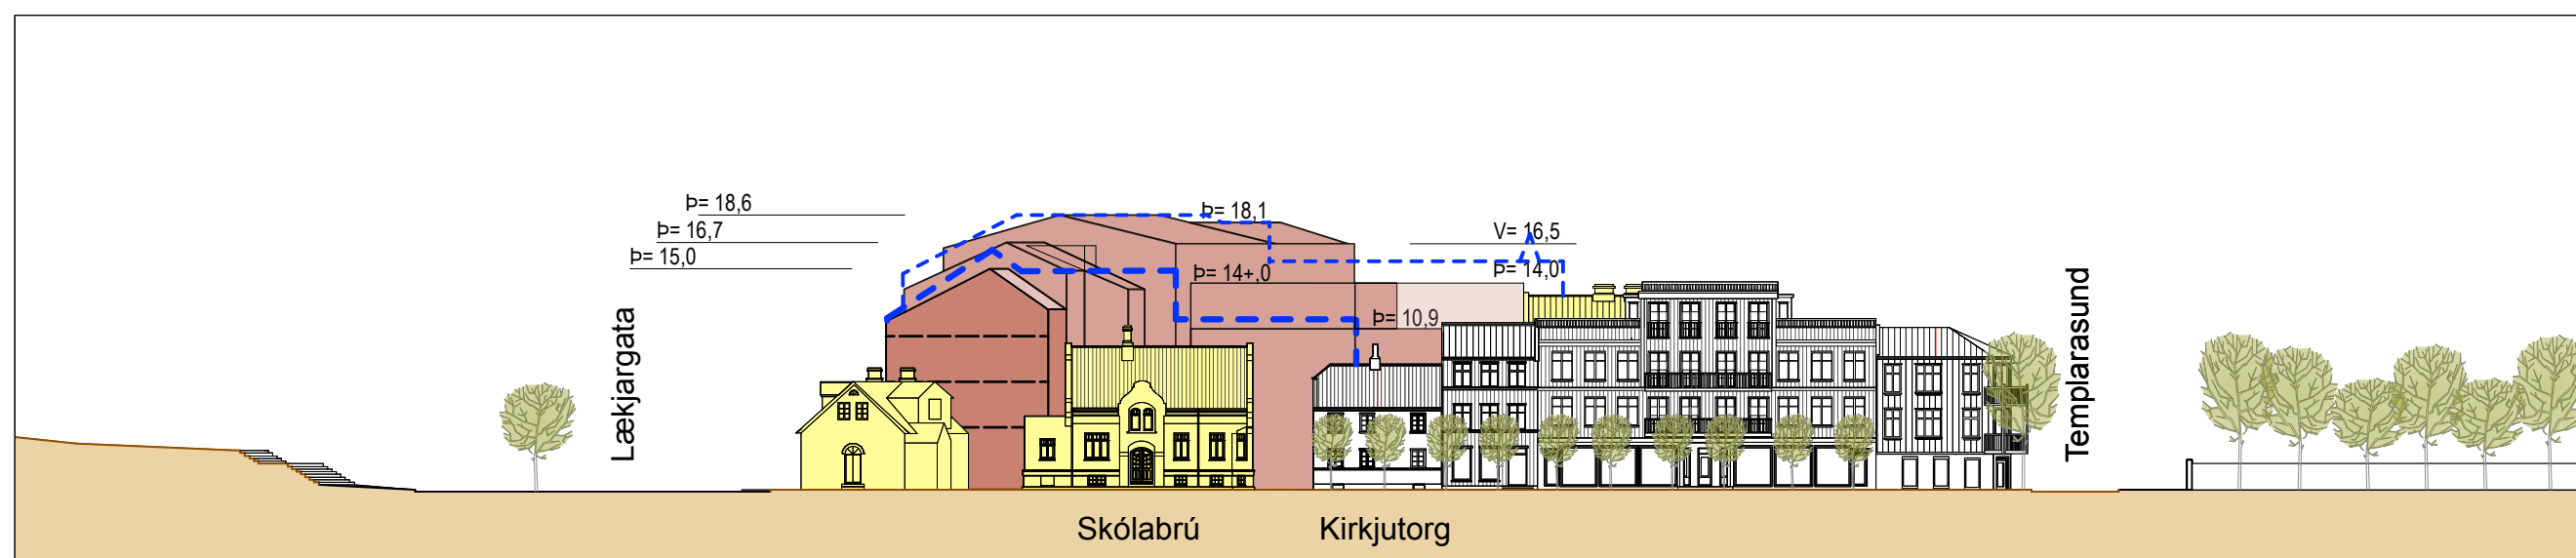 Þ= 18,6
Þ= 18,1
Þ= 16,7
V= 16,5
Þ= 15,0
Þ= 14+,0
Þ= 14,0
Þ= 10,9
Lækjargata
Templarasund
Skólabrú
Kirkjutorg